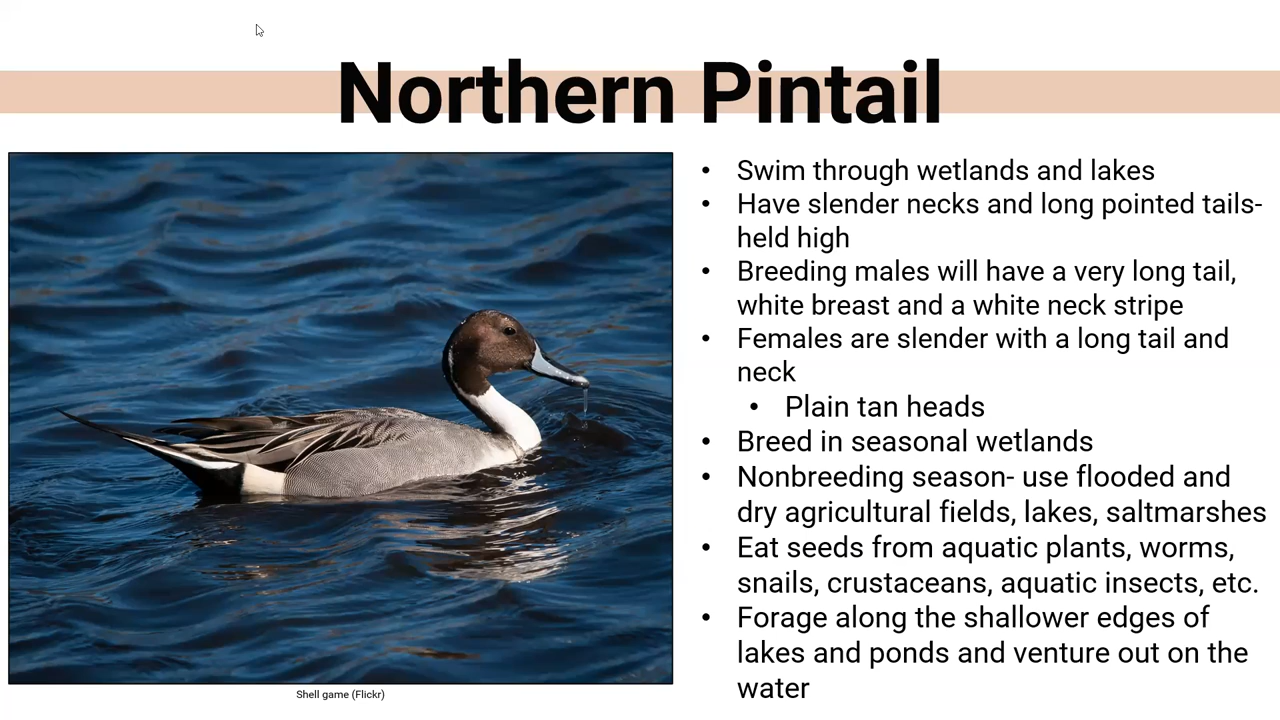 Northern Pintail
• Swim through wetlands and lakes
• Have slender necks and long pointed tails-
held high
• Breeding males will have a very long tail,
white breast and a white neck stripe
• Females are slender with a long tail and
neck
• Plain tan heads
• Breed in seasonal wetlands
• Nonbreeding season- use flooded and
dry agricultural fields, lakes, saltmarshes
• Eat seeds from aquatic plants, worms,
snails, crustaceans, aquatic insects, etc.
• Forage along the shallower edges of
lakes and ponds and venture out on the
water
Shell game (Flickr)